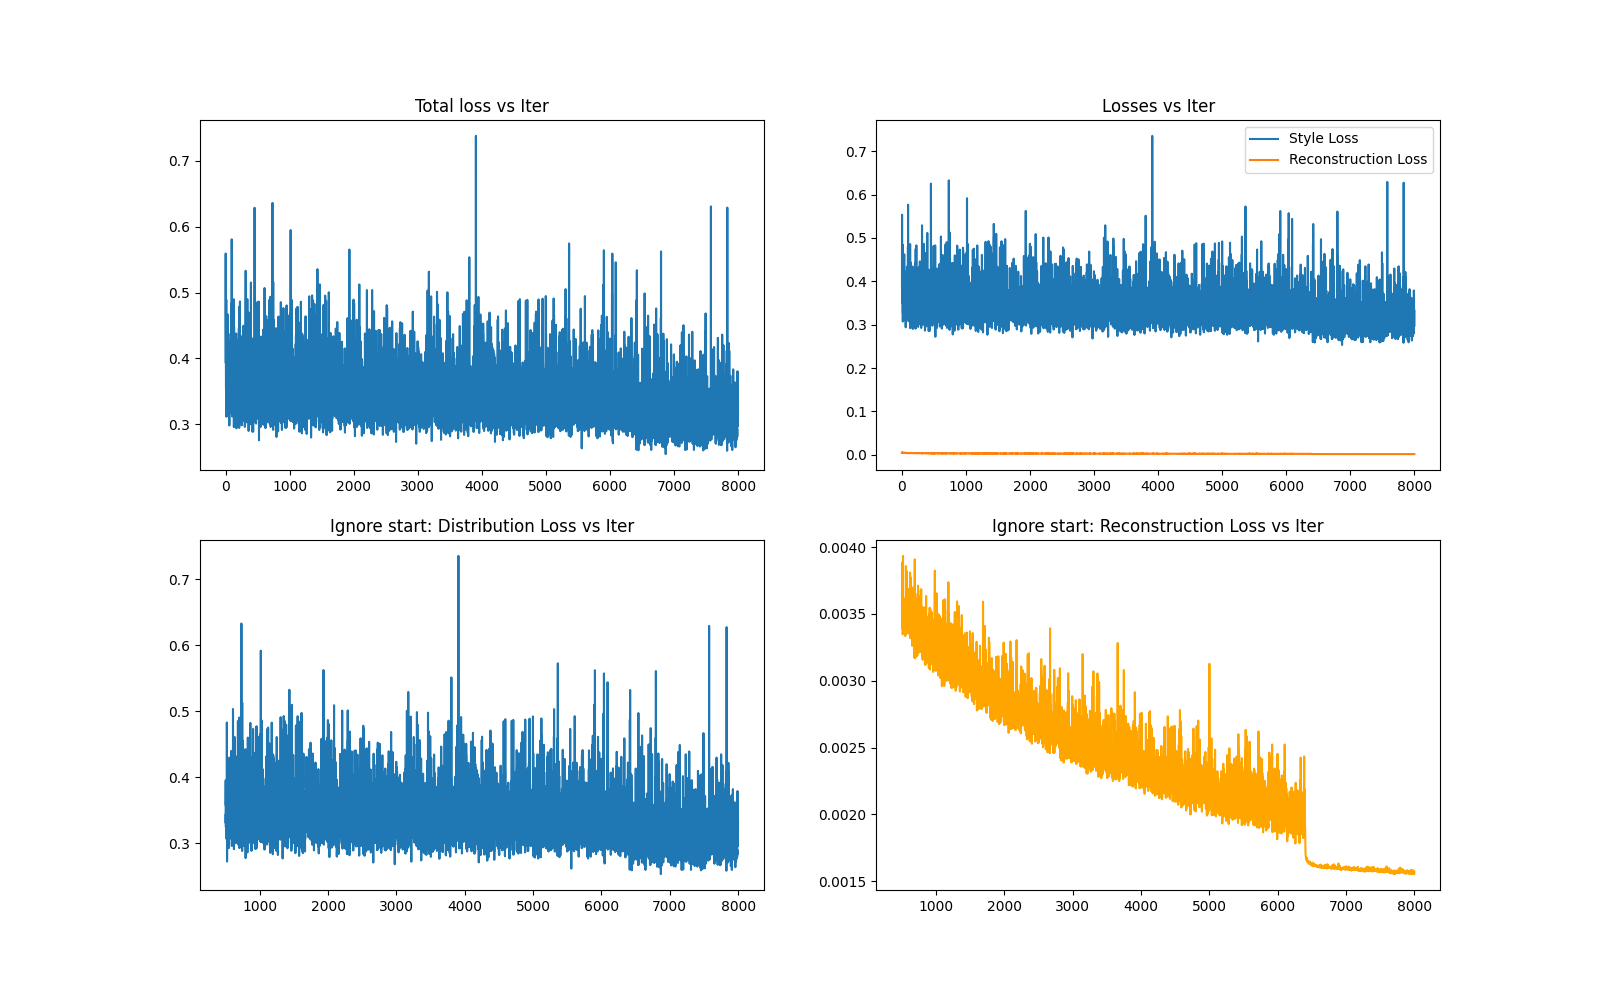 Total loss vs Iter
0.7
0.6
0.5
0.4
0.3
0 1000 2000 3000 4000 5000 6000 7000 8000
Losses vs Iter
Style Loss
Reconstruction Loss
0.7
0.6
0.5
0.4
0.3
0.2
0.1
0.0
0 1000 2000 3000 4000 5000 6000 7000 8000
Ignore start: Distribution Loss vs Iter
0.7
0.6
0.5
0.4
0.3
1000 2000 3000 4000 5000 6000 7000 8000
Ignore start: Reconstruction Loss vs Iter
0.0040
0.0035
0.0030
0.0025
0.0020
0.0015
1000 2000 3000 4000 5000 6000 7000 8000